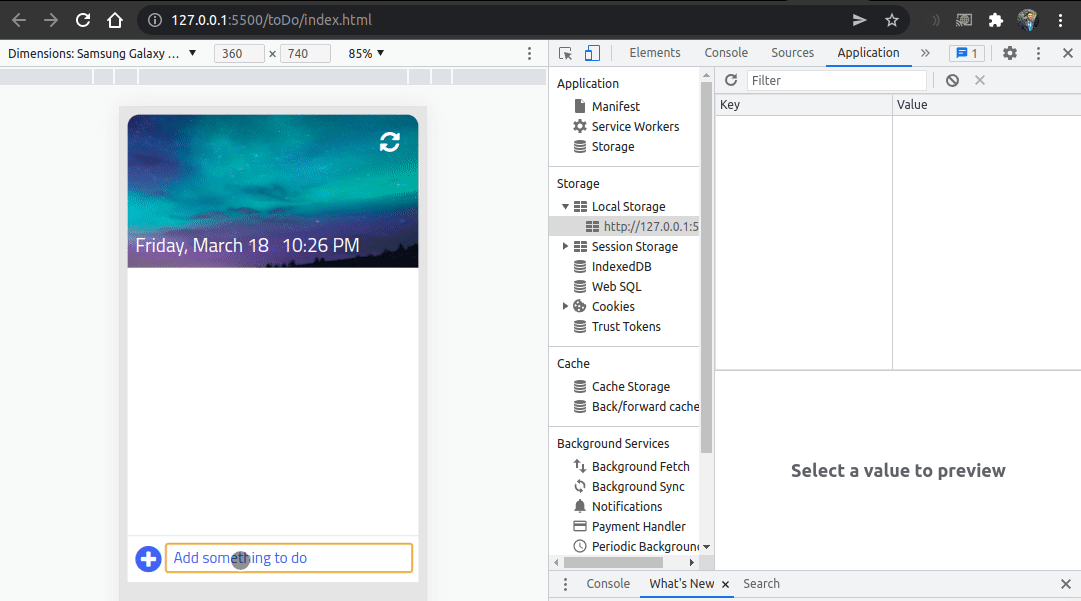 127.0.0.1:5500/toDo/index.html
Dimensions: Samsung Galaxy ... ▼ 360 × 740 85% ▼
Elements Console Sources Application » 1
Friday, March 18 10:26 PM
Add something to do
Application
Manifest
Service Workers
Storage
Storage
Local Storage
http://127.0.0.1:5
Session Storage
IndexedDB
Web SQL
Cookies
Trust Tokens
Cache
Cache Storage
Back/forward cache
Background Services
Background Fetch
Background Sync
Notifications
Payment Handler
Periodic Background
Filter
Key Value
Select a value to preview
Console What's New × Search